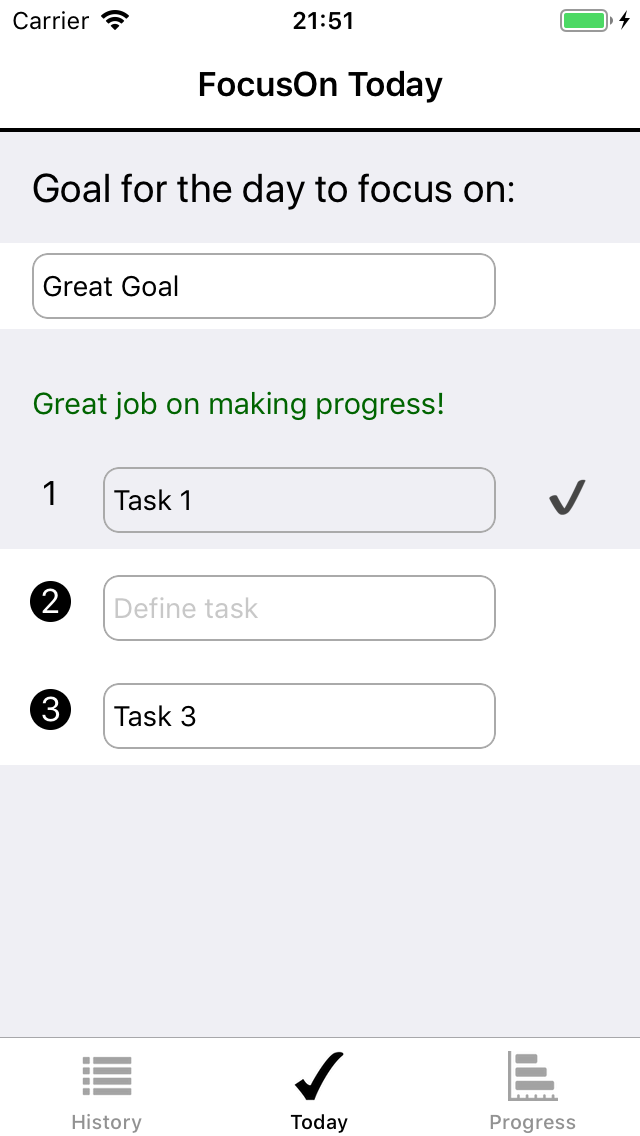 Carrier 21:51
FocusOn Today
Goal for the day to focus on:
Great Goal
Great job on making progress!
1 Task 1
2 Define task
3 Task 3
History Today Progress